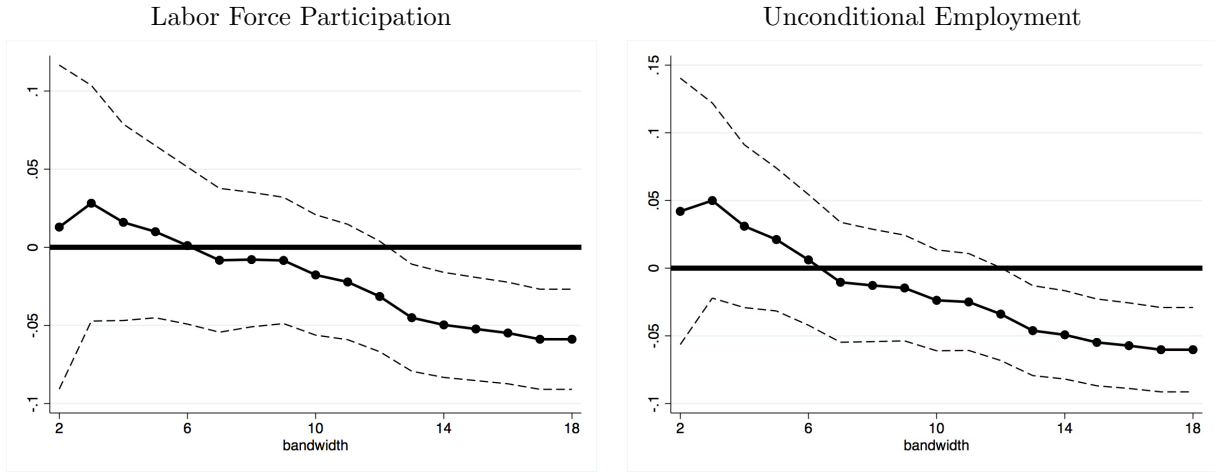 Labor Force Participation
.1
.05
0
-.05
-.1
2 6 10 14 18
bandwidth
Unconditional Employment
.15
.1
.05
0
-.05
-.1
2 6 10 14 18
bandwidth